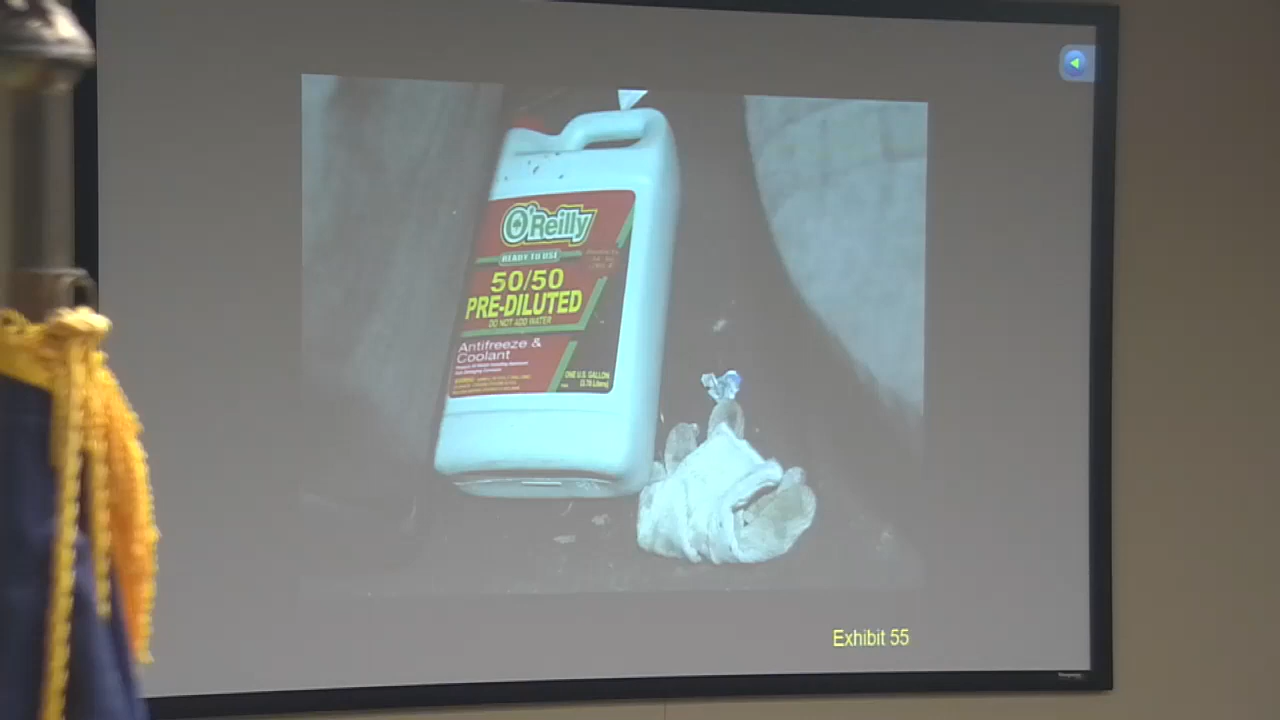 O'Reilly
READY TO USE
50/50
PRE-DILUTED
DO NOT ADD WATER
Antifreeze &
Coolant
ONE U.S. GALLON
(3.78 Liters)
Exhibit 55